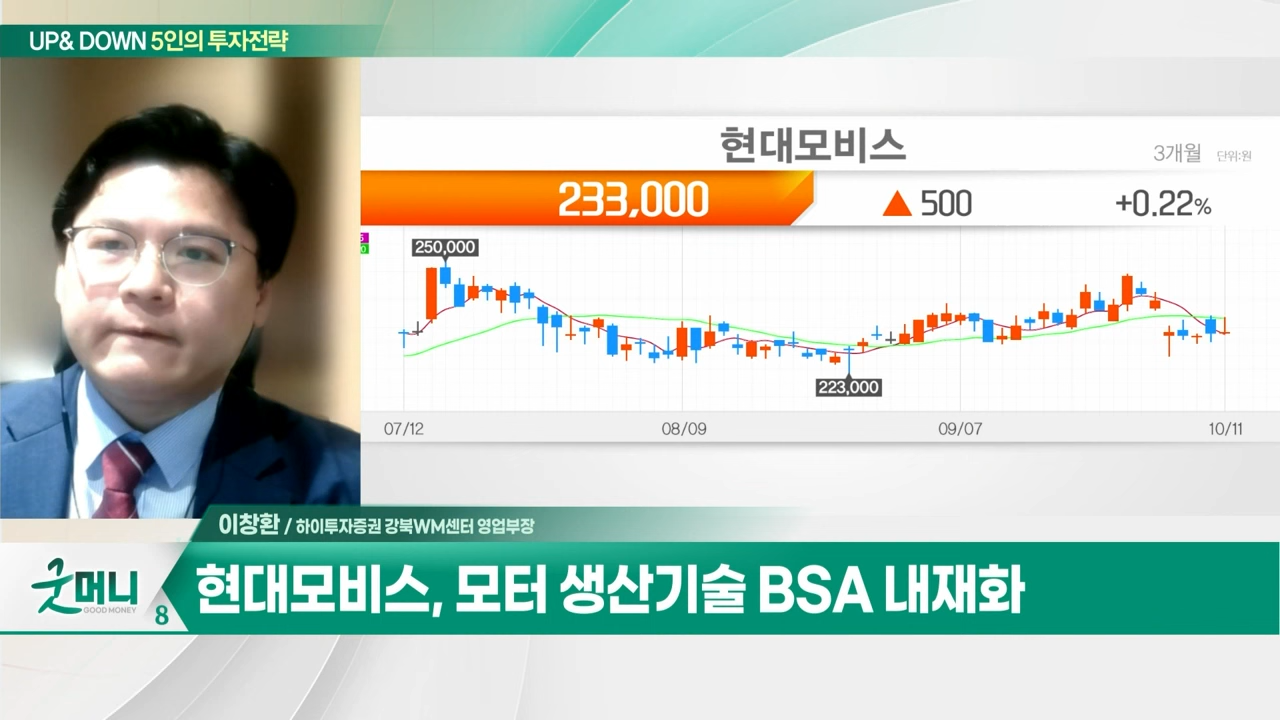 UP& DOWN 5인의 투자전략
현대모비스
3개월 단위:원
233,000 ▲ 500 +0.22%
250,000
223,000
07/12 08/09 09/07 10/11
이창환 / 하이투자증권 강북WM센터 영업부장
굿머니
GOOD MONEY
8
현대모비스, 모터 생산기술 BSA 내재화